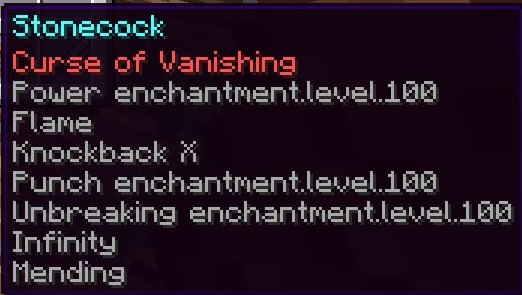 Stonecock
Curse of Vanishing
Power enchantment.level.100
Flame
Knockback X
Punch enchantment.level.100
Unbreaking enchantment.level.100
Infinity
Mending